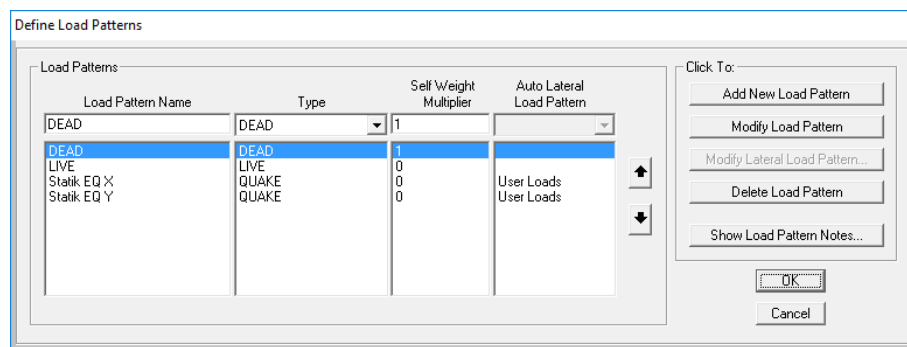 Define Load Patterns
Load Patterns
Click To:
Load Pattern Name Type Self Weight Multiplier Auto Lateral Load Pattern
DEAD DEAD 1
DEAD DEAD 1
LIVE LIVE 0
Statik EQ X QUAKE 0 User Loads
Statik EQ Y QUAKE 0 User Loads
Add New Load Pattern
Modify Load Pattern
Modify Lateral Load Pattern...
Delete Load Pattern
Show Load Pattern Notes...
OK
Cancel